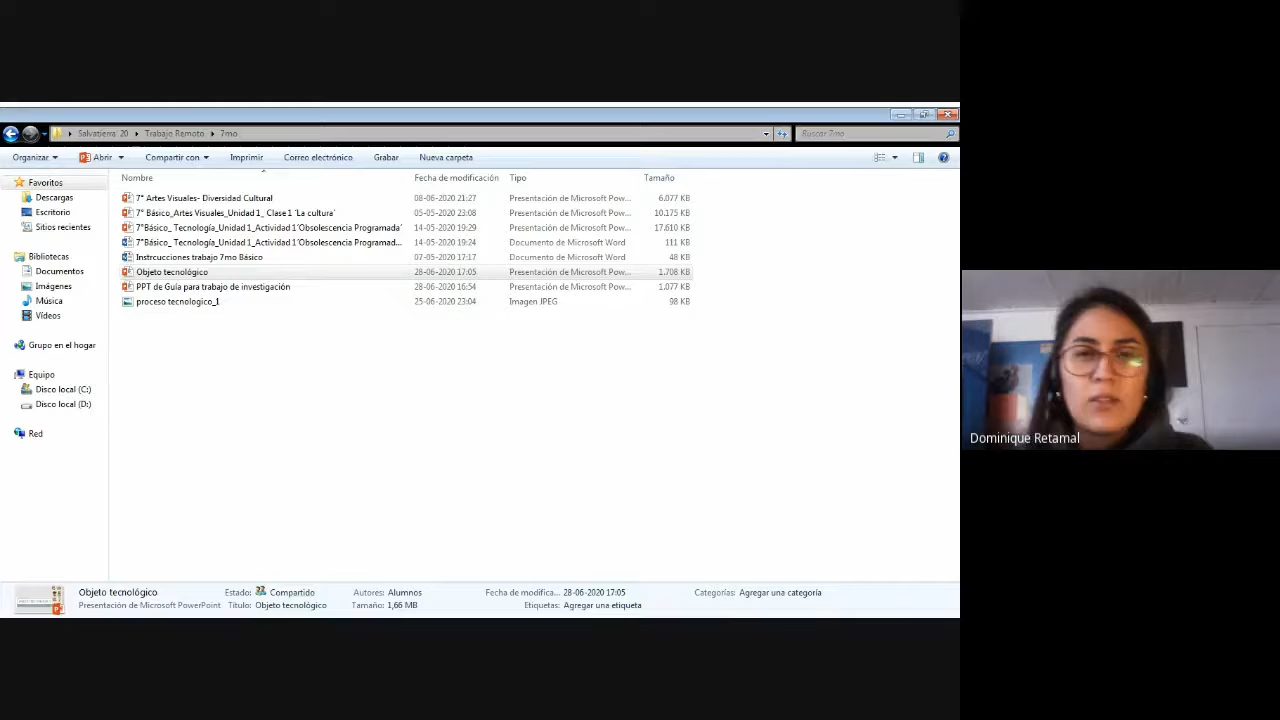 Salvatierra 20 Trabajo Remoto 7mo Buscar 7mo
Organizar Abrir Compartir con Imprimir Correo electrónico Grabar Nueva carpeta
Nombre Fecha de modificación Tipo Tamaño
Favoritos
Descargas
Escritorio
Sitios recientes
Bibliotecas
Documentos
Imágenes
Música
Vídeos
Grupo en el hogar
Equipo
Disco local (C:)
Disco local (D:)
Red
7° Artes Visuales- Diversidad Cultural 08-06-2020 21:27 Presentación de Microsoft Pow... 6.077 KB
7° Básico_Artes Visuales_Unidad 1_ Clase 1 'La cultura' 05-05-2020 23:08 Presentación de Microsoft Pow... 10.175 KB
7°Básico_ Tecnología_Unidad 1_Actividad 1'Obsolescencia Programada' 14-05-2020 19:29 Presentación de Microsoft Pow... 17.610 KB
7°Básico_ Tecnología_Unidad 1_Actividad 1'Obsolescencia Programad... 14-05-2020 19:24 Documento de Microsoft Word 111 KB
Instrcucciones trabajo 7mo Básico 07-05-2020 17:17 Documento de Microsoft Word 48 KB
Objeto tecnológico 28-06-2020 17:05 Presentación de Microsoft Pow... 1.708 KB
PPT de Guía para trabajo de investigación 28-06-2020 16:54 Presentación de Microsoft Pow... 1.077 KB
proceso tecnologico_1 25-06-2020 23:04 Imagen JPEG 98 KB
Dominique Retamal
Objeto tecnológico Estado: Compartido Autores: Alumnos Fecha de modifica... 28-06-2020 17:05 Categorías: Agregar una categoría
Presentación de Microsoft PowerPoint Título: Objeto tecnológico Tamaño: 1,66 MB Etiquetas: Agregar una etiqueta